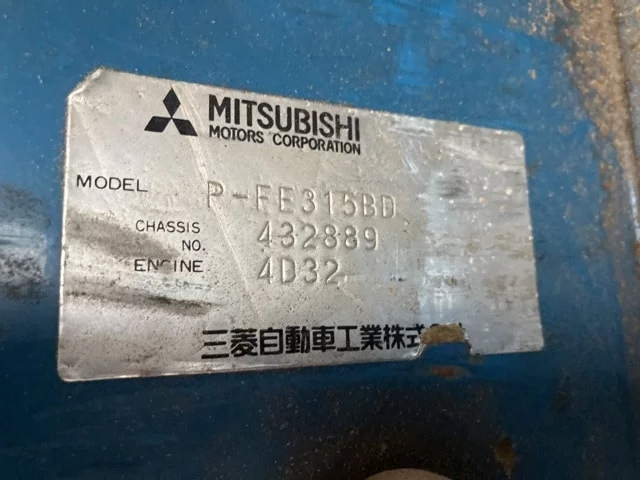 MITSUBISHI
MOTORS CORPORATION
MODEL P-FE315BD
CHASSIS NO. 432889
ENGINE 4D32
三菱自動車工業株式